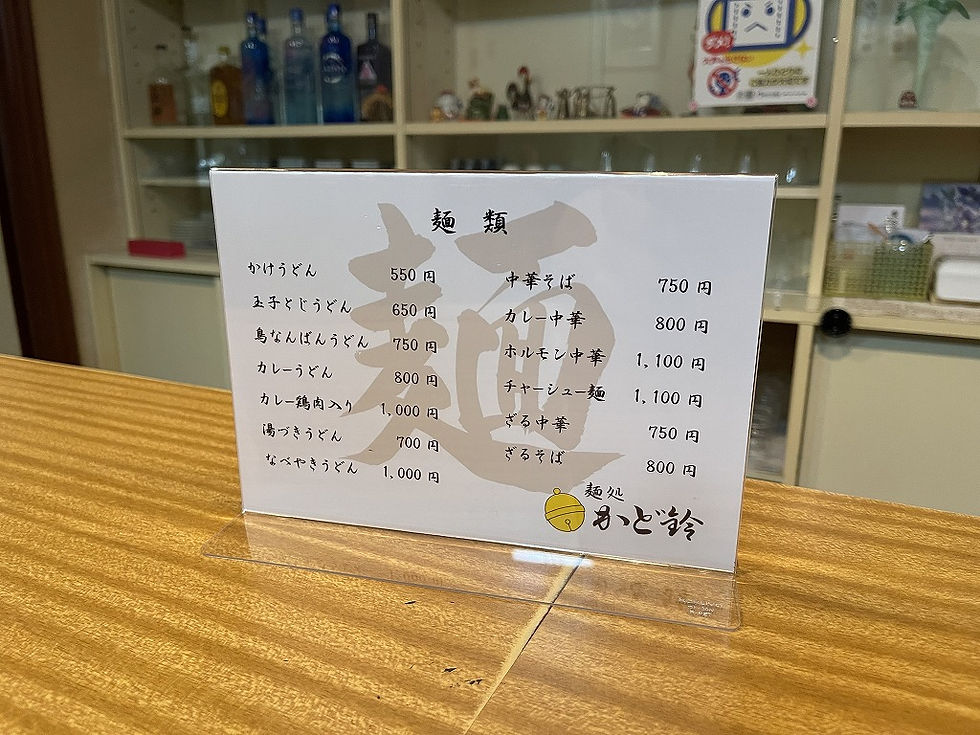 麺類
かけうどん 550円
玉子とじうどん 650円
鳥なんばんうどん 750円
カレーうどん 800円
カレー鶏肉入り 1,000円
湯づきうどん 700円
なべやきうどん 1,000円
中華そば 750円
カレー中華 800円
ホルモン中華 1,100円
チャーシュー麺 1,100円
ざる中華 750円
ざるそば 800円
麺
麺処
かど鈴